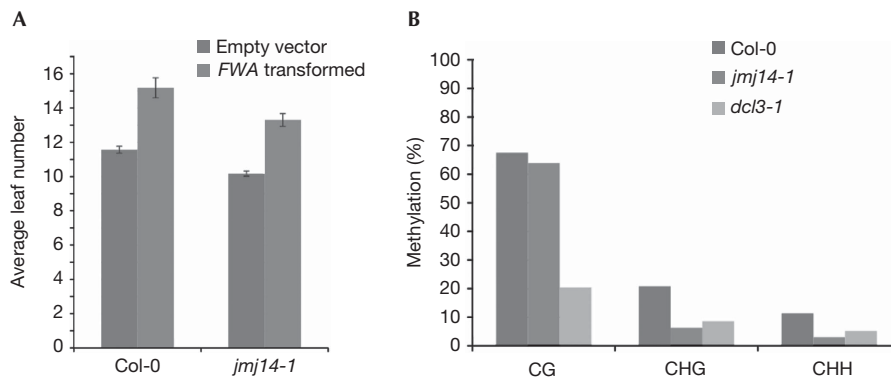 A
Empty vector
FWA transformed
Average leaf number
16
14
12
10
8
6
4
2
0
Col-0
jmj14-1
B
Col-0
jmj14-1
dcl3-1
Methylation (%)
100
90
80
70
60
50
40
30
20
10
0
CG
CHG
CHH